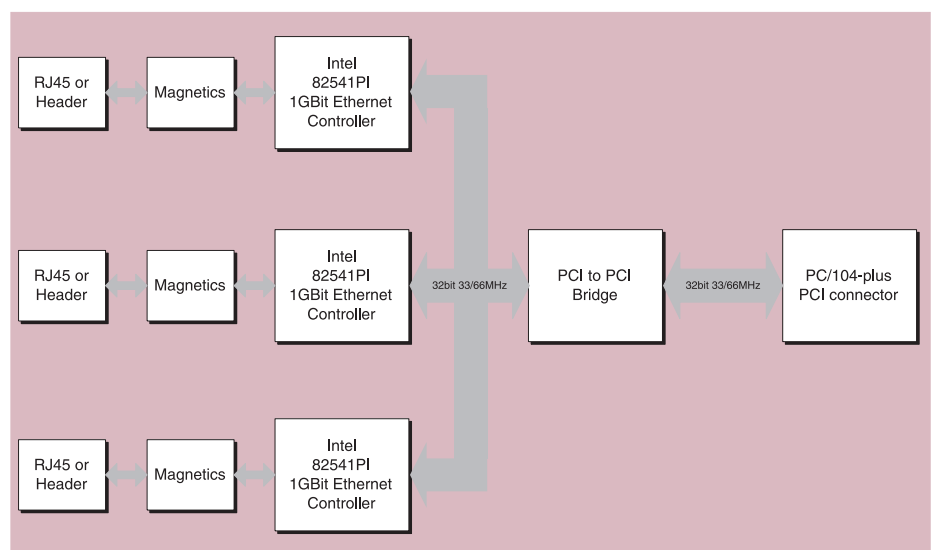 RJ45 or
Header
Magnetics
Intel
82541PI
1GBit Ethernet
Controller
RJ45 or
Header
Magnetics
Intel
82541PI
1GBit Ethernet
Controller
32bit 33/66MHz
PCI to PCI
Bridge
32bit 33/66MHz
PC/104-plus
PCI connector
RJ45 or
Header
Magnetics
Intel
82541PI
1GBit Ethernet
Controller